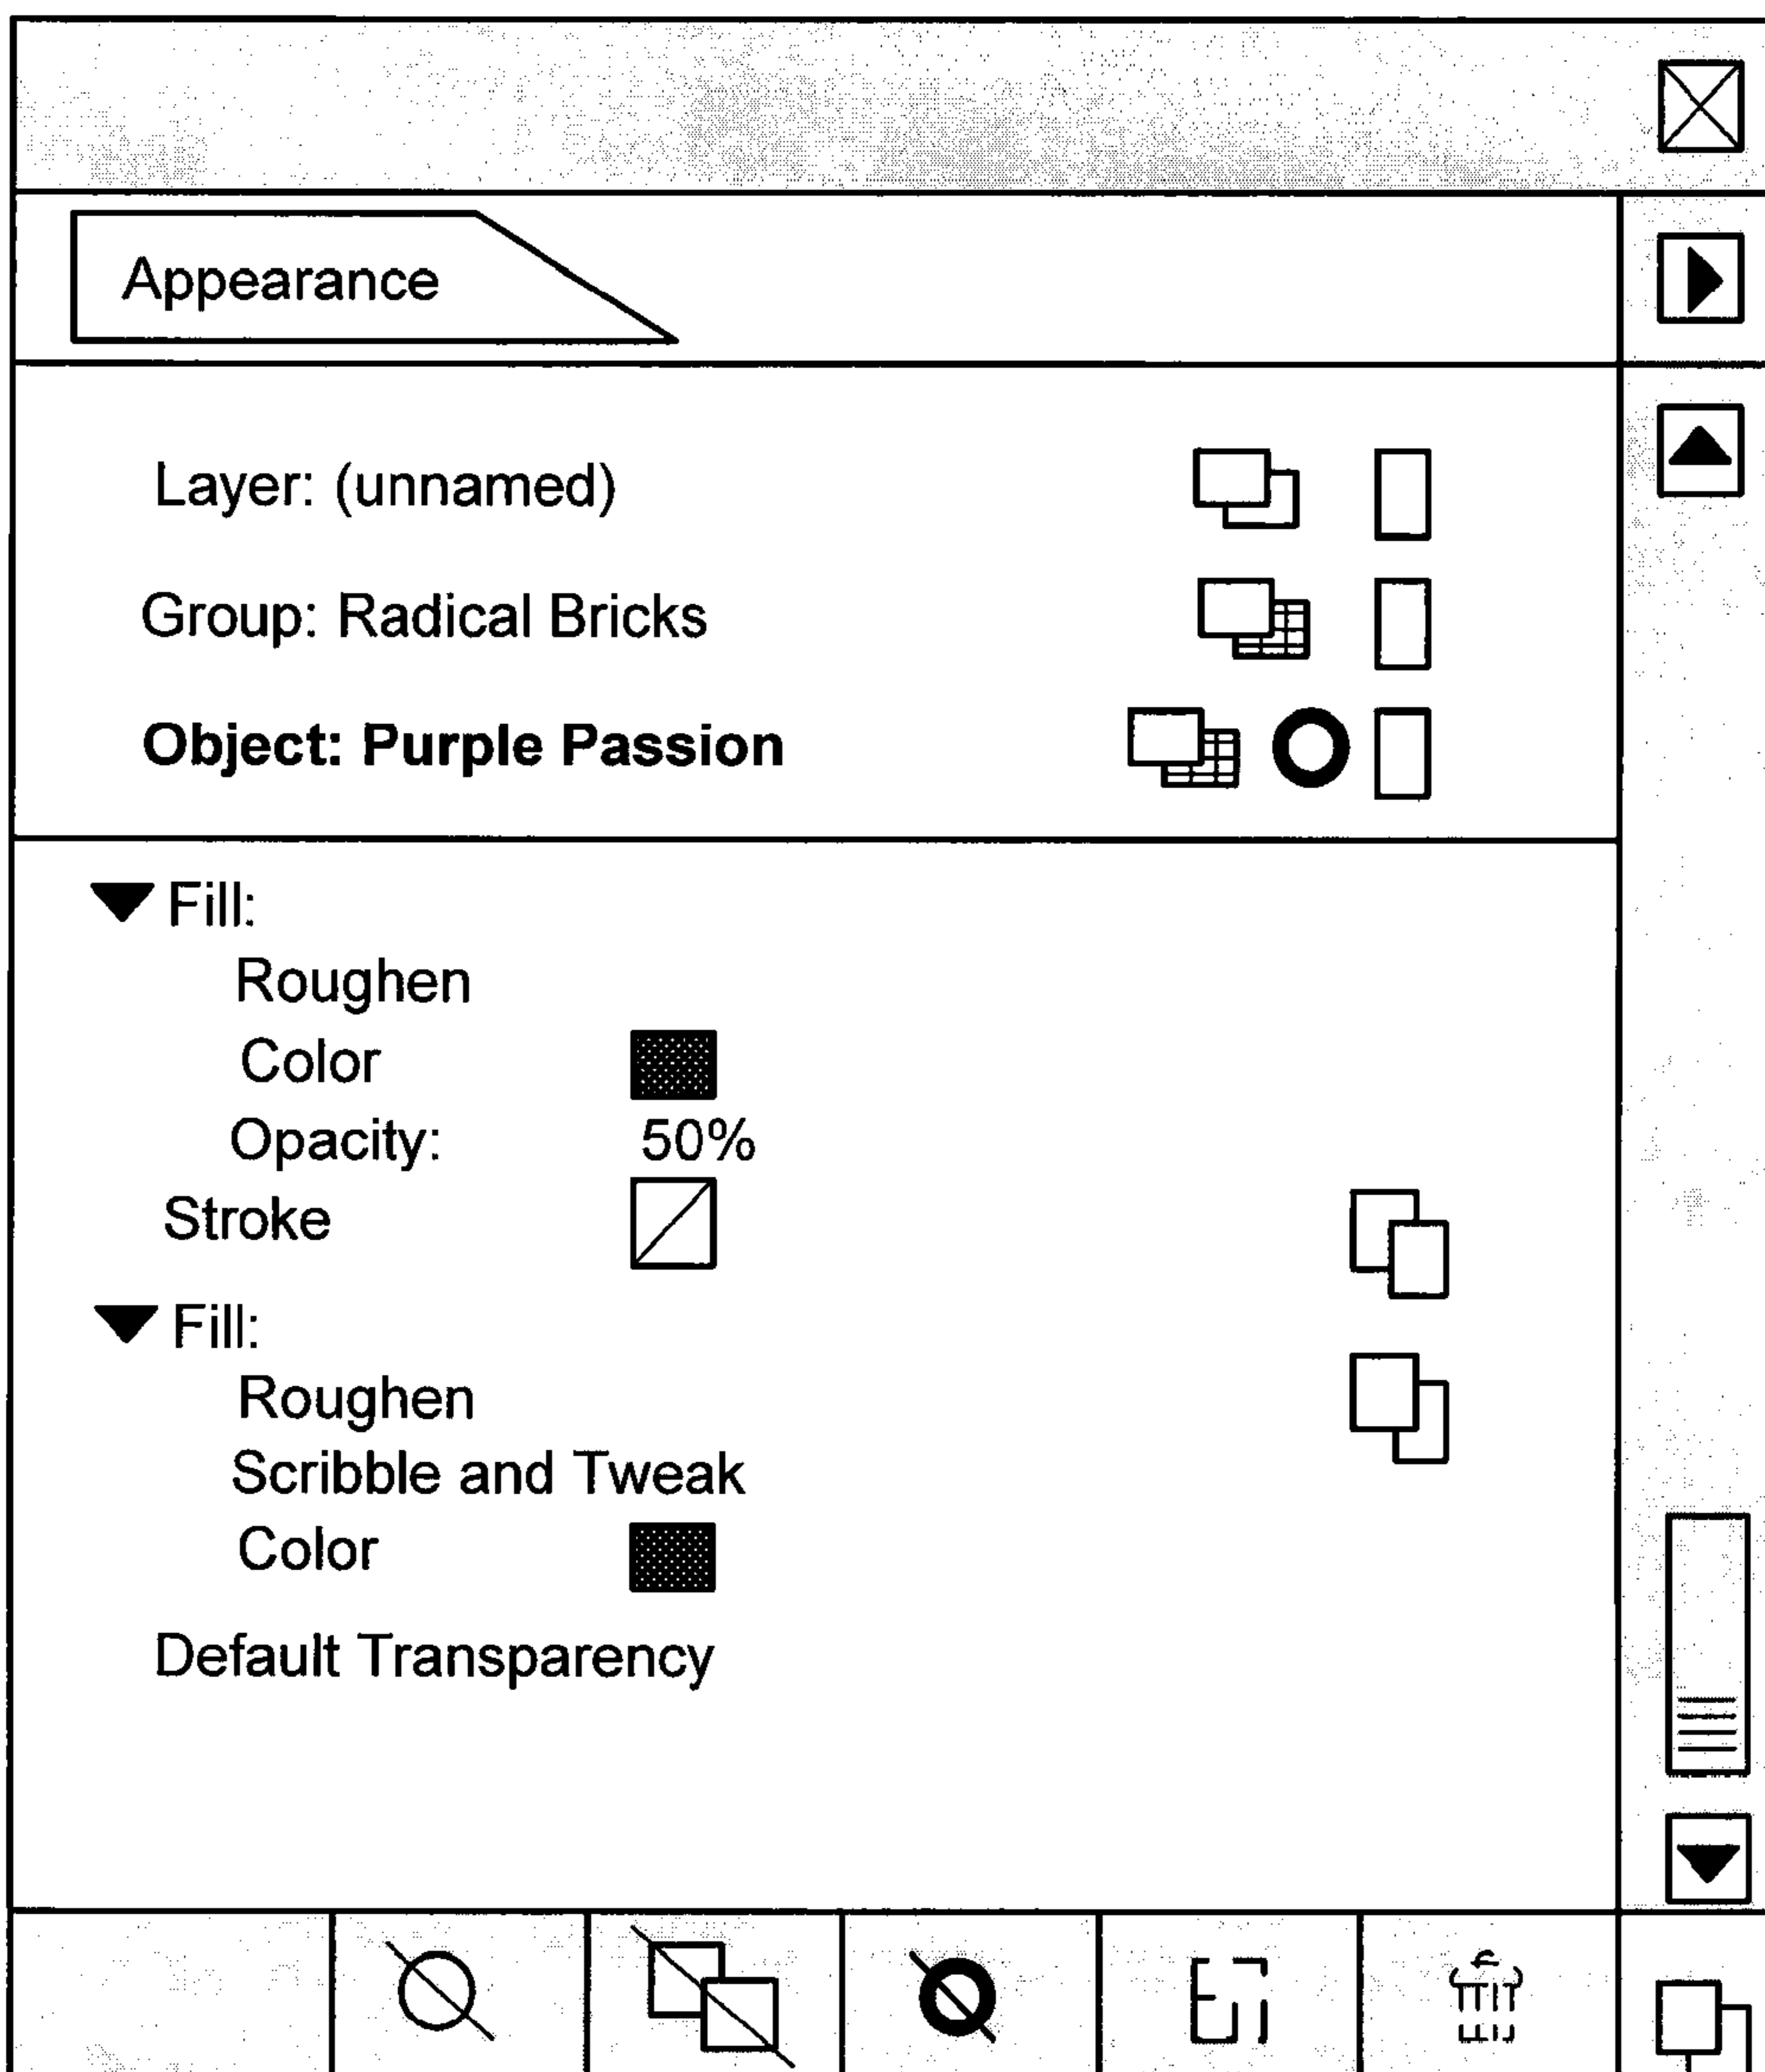 Appearance
Layer: (unnamed)
Group: Radical Bricks
Object: Purple Passion
Fill:
Roughen
Color
Opacity: 50%
Stroke
Fill:
Roughen
Scribble and Tweak
Color
Default Transparency